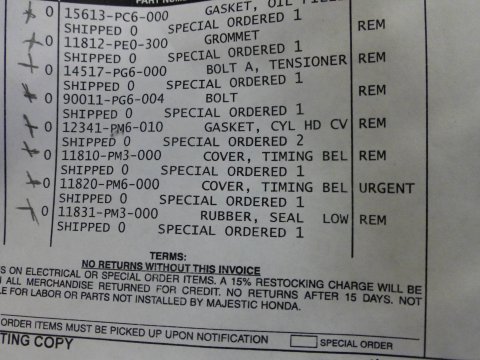 PART NUM
0 15613-PC6-000 GASKET, OIL FILLE
SHIPPED 0 SPECIAL ORDERED 1 REM
0 11812-PE0-300 GROMMET
SHIPPED 0 SPECIAL ORDERED 1 REM
0 14517-PG6-000 BOLT A, TENSIONER
SHIPPED 0 SPECIAL ORDERED 1 REM
0 90011-PG6-004 BOLT
SHIPPED 0 SPECIAL ORDERED 1 REM
0 12341-PM6-010 GASKET, CYL HD CV REM
SHIPPED 0 SPECIAL ORDERED 2
0 11810-PM3-000 COVER, TIMING BEL REM
SHIPPED 0 SPECIAL ORDERED 1
0 11820-PM6-000 COVER, TIMING BEL URGENT
SHIPPED 0 SPECIAL ORDERED 1
0 11831-PM3-000 RUBBER, SEAL LOW REM
SHIPPED 0 SPECIAL ORDERED 1
TERMS:
NO RETURNS WITHOUT THIS INVOICE
S ON ELECTRICAL OR SPECIAL ORDER ITEMS. A 15% RESTOCKING CHARGE WILL BE
ALL MERCHANDISE RETURNED FOR CREDIT. NO RETURNS AFTER 15 DAYS. NOT
LE FOR LABOR OR PARTS NOT INSTALLED BY MAJESTIC HONDA.
ORDER ITEMS MUST BE PICKED UP UPON NOTIFICATION SPECIAL ORDER
TING COPY